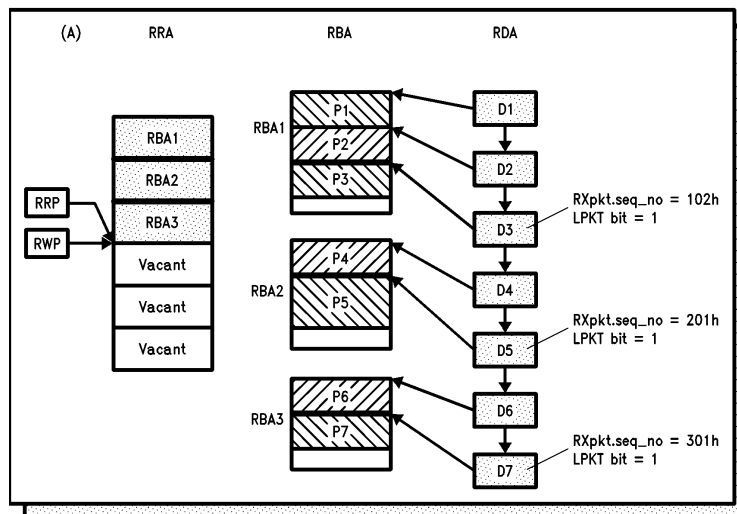 (A) RRA RBA RDA
RBA1
RBA2
RBA3
Vacant
Vacant
Vacant
RRP
RWP
RBA1
P1
P2
P3
RBA2
P4
P5
RBA3
P6
P7
D1
D2
D3
D4
D5
D6
D7
RXpkt.seq_no = 102h
LPKT bit = 1
RXpkt.seq_no = 201h
LPKT bit = 1
RXpkt.seq_no = 301h
LPKT bit = 1